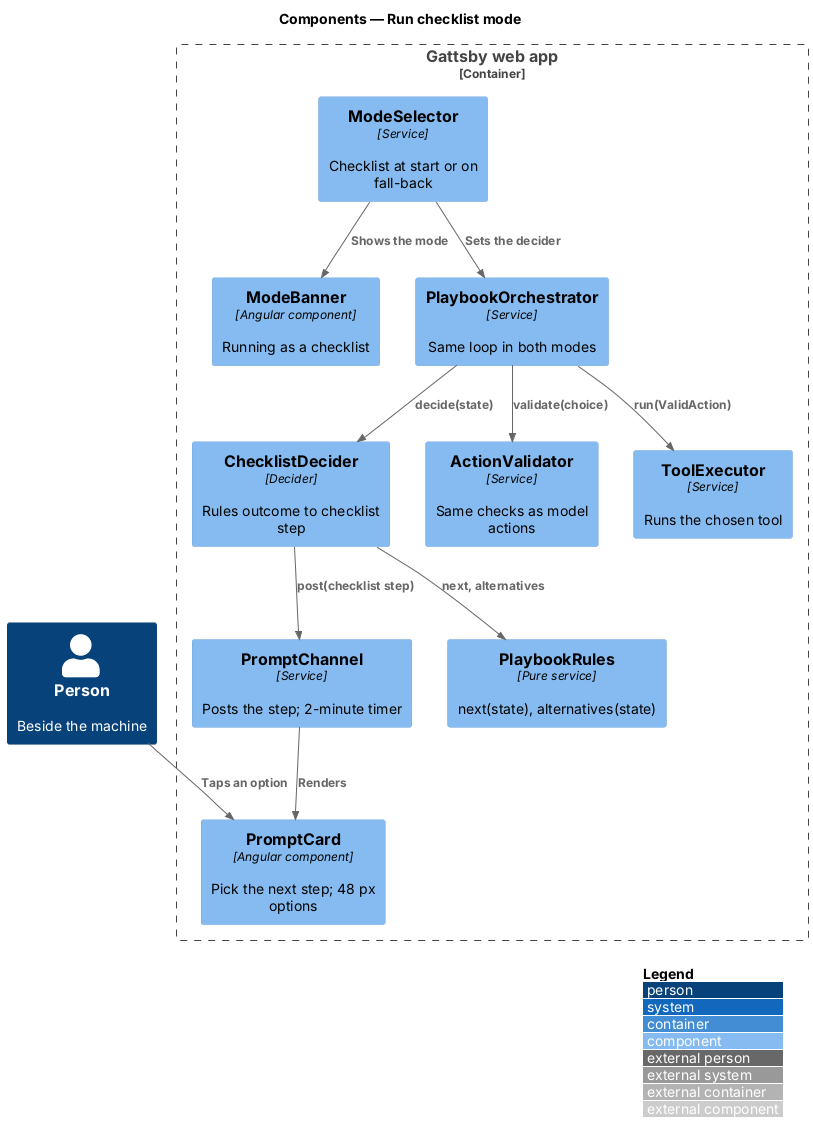 Components — Run checklist mode
Gattsby web app
[Container]
ModeSelector
[Service]
Checklist at start or on
fall-back
Shows the mode
Sets the decider
ModeBanner
[Angular component]
Running as a checklist
PlaybookOrchestrator
[Service]
Same loop in both modes
decide(state)
validate(choice)
run(ValidAction)
ChecklistDecider
[Decider]
Rules outcome to checklist
step
ActionValidator
[Service]
Same checks as model
actions
ToolExecutor
[Service]
Runs the chosen tool
post(checklist step)
next, alternatives
Person
Beside the machine
PromptChannel
[Service]
Posts the step; 2-minute timer
PlaybookRules
[Pure service]
next(state), alternatives(state)
Taps an option
Renders
PromptCard
[Angular component]
Pick the next step; 48 px
options
Legend
person
system
container
component
external person
external system
external container
external component